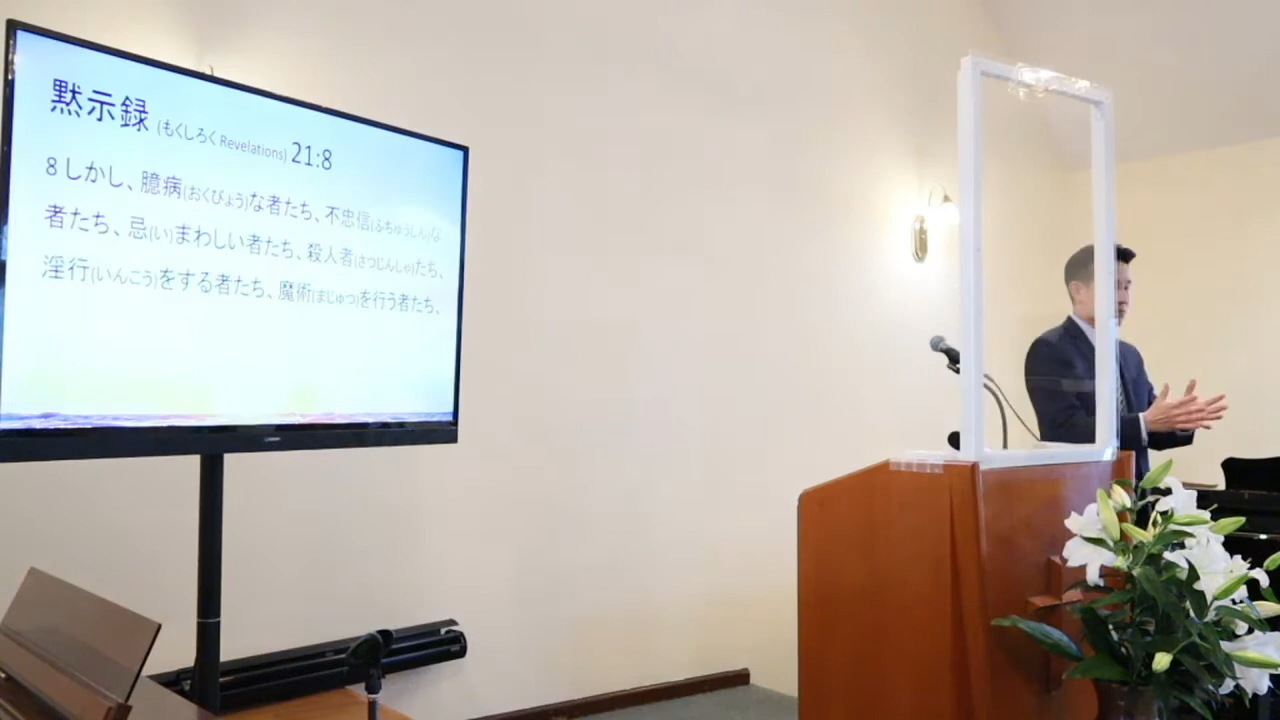 黙示録 (もくしろく Revelations) 21:8
8 しかし、臆病(おくびょう)な者たち、不忠信(ふちゅうしん)な
者たち、忌(い)まわしい者たち、殺人者(さつじんしゃ)たち、
淫行(いんこう)をする者たち、魔術(まじゅつ)を行う者たち、